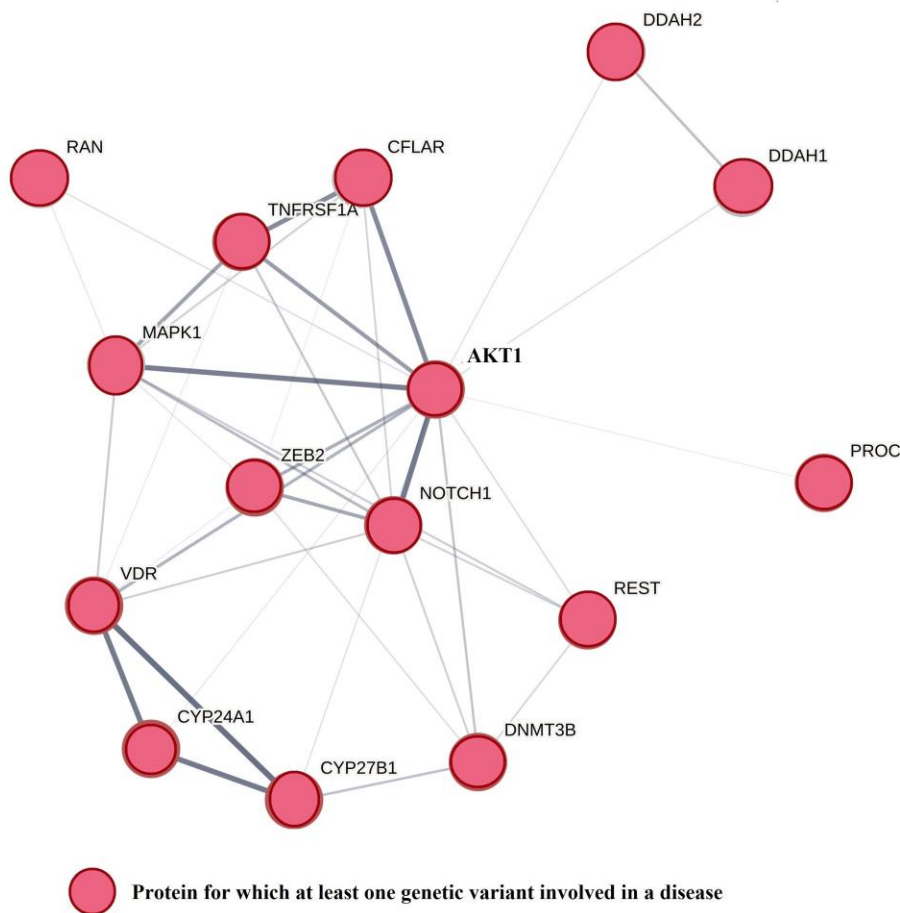 DDAH2
RAN
CFLAR
DDAH1
TNFRSF1A
MAPK1
AKT1
ZEB2
PROC
NOTCH1
VDR
REST
CYP24A1
DNMT3B
CYP27B1
Protein for which at least one genetic variant involved in a disease